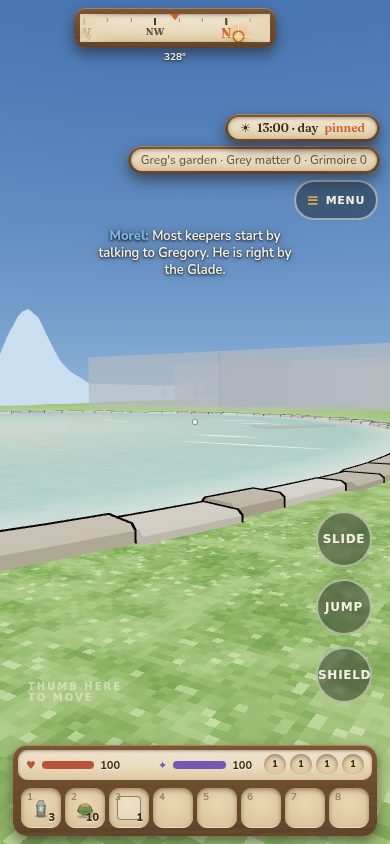 W NW N
328°
13:00 · day pinned
Greg's garden · Grey matter 0 · Grimoire 0
MENU
Morel: Most keepers start by
talking to Gregory. He is right by
the Glade.
SLIDE
JUMP
SHIELD
THUMB HERE
TO MOVE
100 100 1 1 1 1
1 2 3 4 5 6 7 8
3 10 1